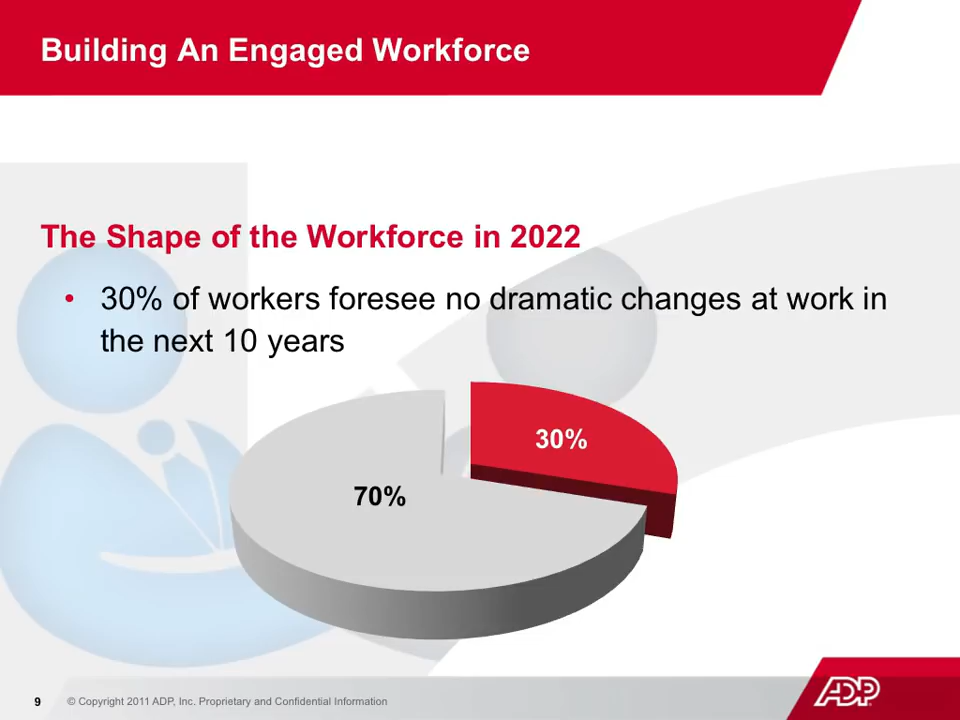 Building An Engaged Workforce
The Shape of the Workforce in 2022
• 30% of workers foresee no dramatic changes at work in
the next 10 years
30%
70%
9 © Copyright 2011 ADP, Inc. Proprietary and Confidential Information
ADP